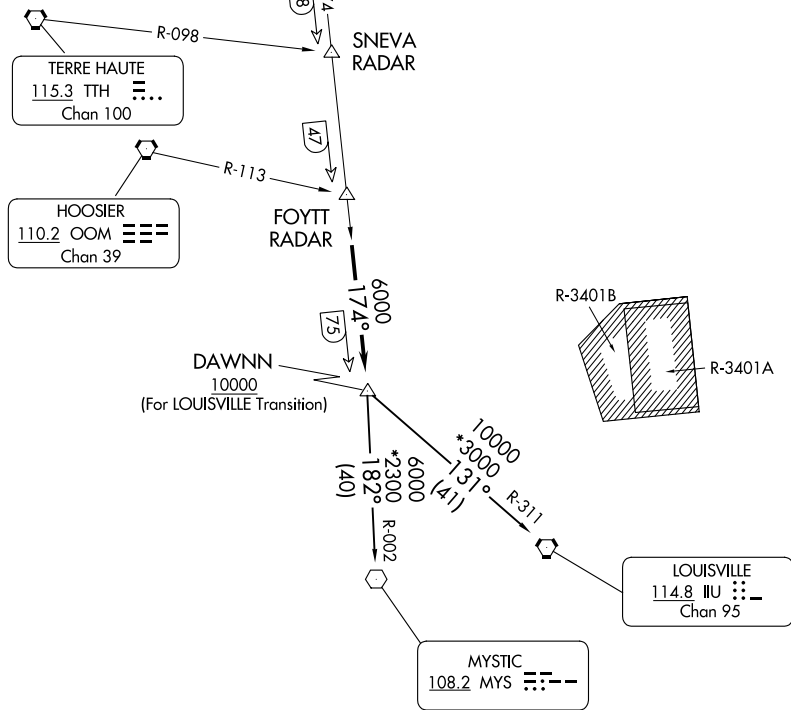 R-098
SNEVA
RADAR
TERRE HAUTE
115.3 TTH
Chan 100
47
R-113
HOOSIER
110.2 OOM
Chan 39
FOYTT
RADAR
6000
174°
75
R-3401B
R-3401A
DAWNN
10000
(For LOUISVILLE Transition)
10000
*3000
131°
(41)
R-311
6000
*2300
182°
(40)
R-002
LOUISVILLE
114.8 IIU
Chan 95
MYSTIC
108.2 MYS